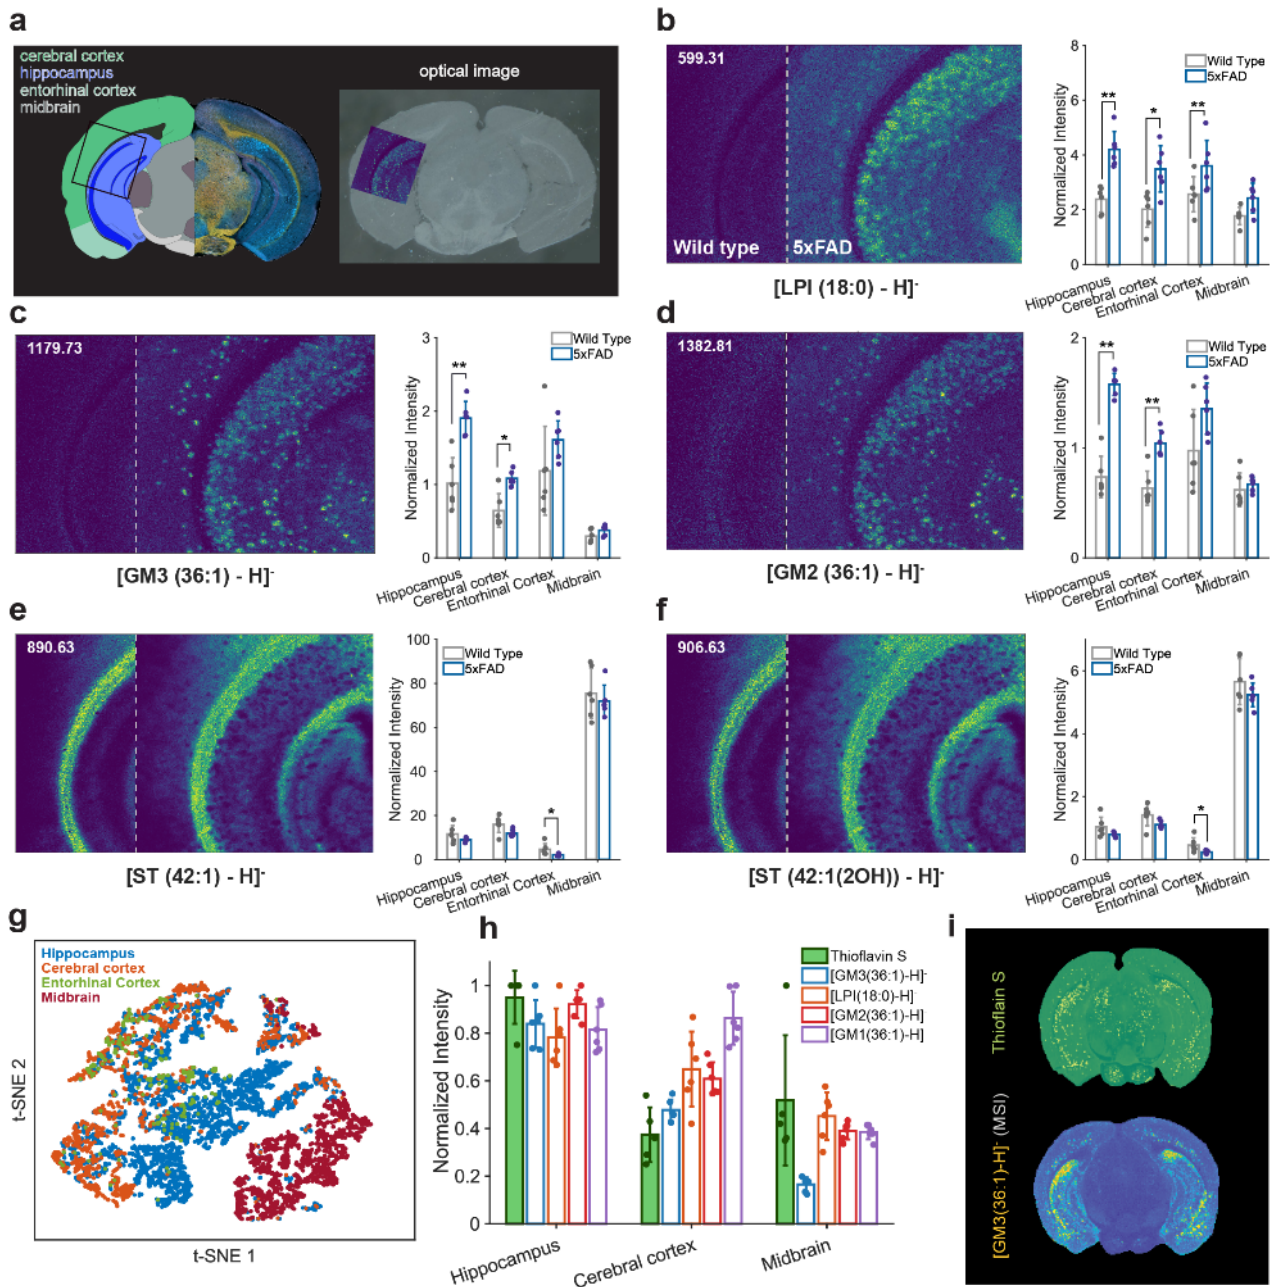 a
cerebral cortex
hippocampus
entorhinal cortex
midbrain
optical image
b
599.31
Wild type
5xFAD
[LPI (18:0) - H]-
Normalized Intensity
8
6
4
2
0
Wild Type
5xFAD
**
*
**
Hippocampus
Cerebral cortex
Entorhinal Cortex
Midbrain
c
1179.73
[GM3 (36:1) - H]-
Normalized Intensity
3
2
1
0
Wild Type
5xFAD
**
*
Hippocampus
Cerebral cortex
Entorhinal Cortex
Midbrain
d
1382.81
[GM2 (36:1) - H]-
Normalized Intensity
2
1
0
Wild Type
5xFAD
**
**
Hippocampus
Cerebral cortex
Entorhinal Cortex
Midbrain
e
890.63
[ST (42:1) - H]-
Normalized Intensity
100
80
60
40
20
0
Wild Type
5xFAD
*
Hippocampus
Cerebral cortex
Entorhinal Cortex
Midbrain
f
906.63
[ST (42:1(2OH)) - H]-
Normalized Intensity
6
4
2
0
Wild Type
5xFAD
*
Hippocampus
Cerebral cortex
Entorhinal Cortex
Midbrain
g
Hippocampus
Cerebral cortex
Entorhinal Cortex
Midbrain
t-SNE 2
t-SNE 1
h
Normalized Intensity
1
0.8
0.6
0.4
0.2
0
Thioflavin S
[GM3(36:1)-H]-
[LPI(18:0)-H]-
[GM2(36:1)-H]
[GM1(36:1)-H]
Hippocampus
Cerebral cortex
Midbrain
i
Thioflain S
[GM3(36:1)-H]- (MSI)